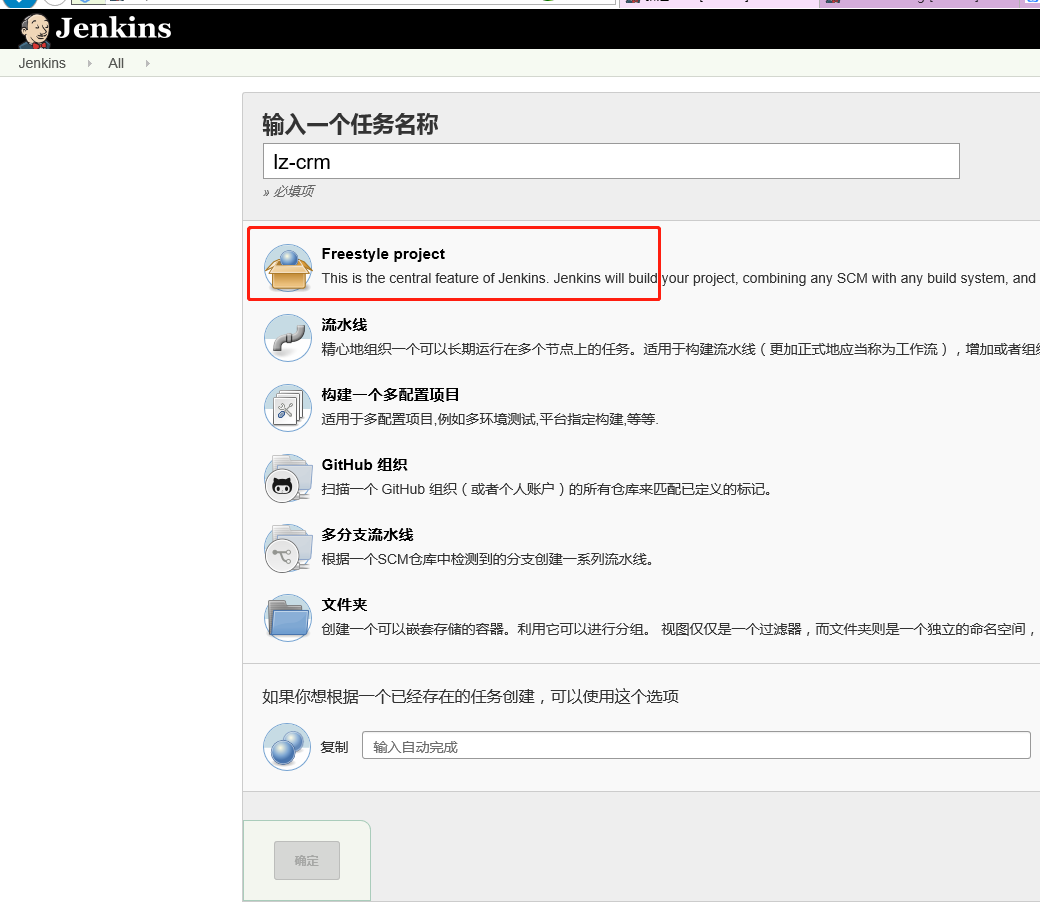 Jenkins
Jenkins All
输入一个任务名称
lz-crm
» 必填项
Freestyle project
This is the central feature of Jenkins. Jenkins will build your project, combining any SCM with any build system, and
流水线
精心地组织一个可以长期运行在多个节点上的任务。适用于构建流水线（更加正式地应当称为工作流），增加或者组织
构建一个多配置项目
适用于多配置项目,例如多环境测试,平台指定构建,等等.
GitHub 组织
扫描一个 GitHub 组织（或者个人账户）的所有仓库来匹配已定义的标记。
多分支流水线
根据一个SCM仓库中检测到的分支创建一系列流水线。
文件夹
创建一个可以嵌套存储的容器。利用它可以进行分组。 视图仅仅是一个过滤器，而文件夹则是一个独立的命名空间，
如果你想根据一个已经存在的任务创建，可以使用这个选项
复制 输入自动完成
确定